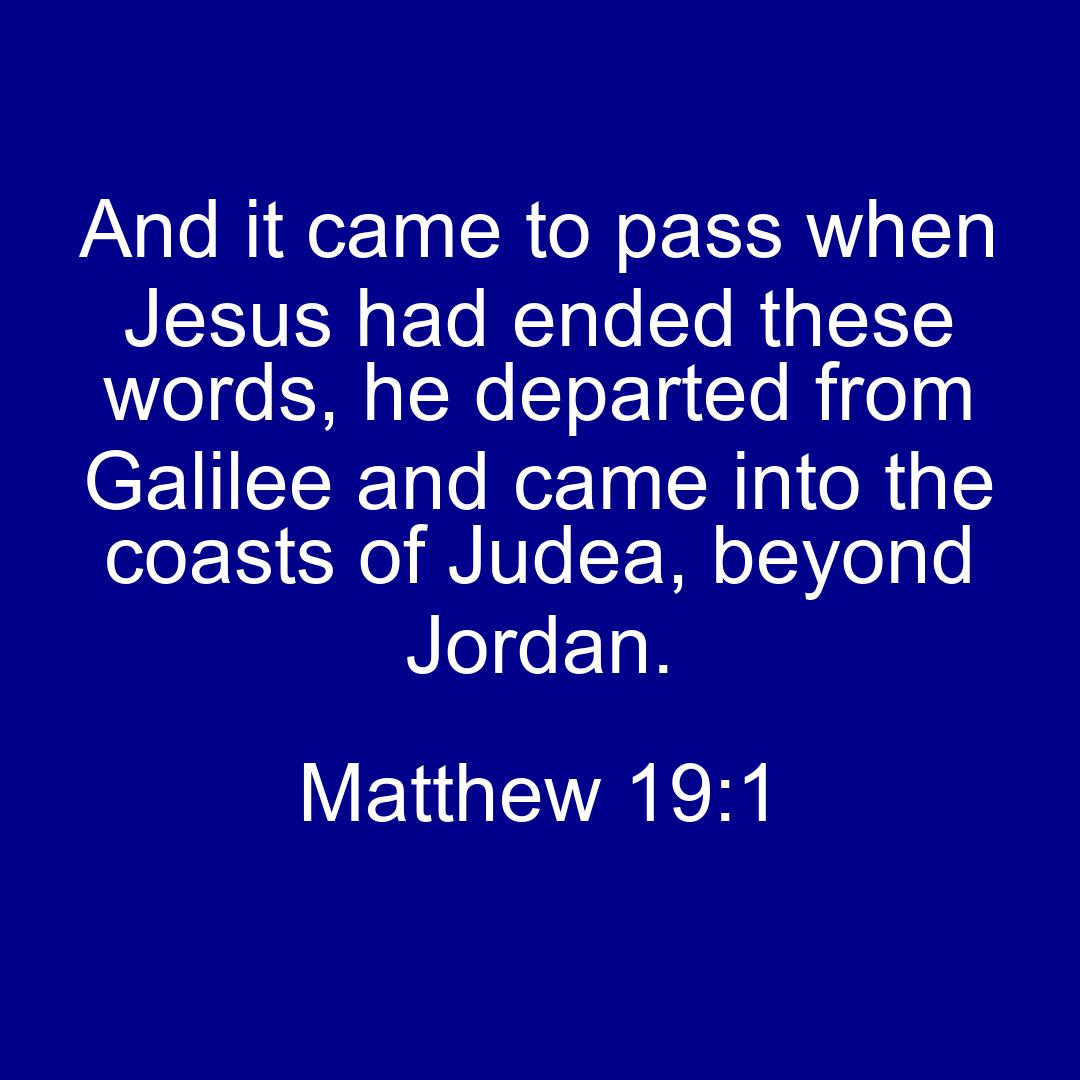 And it came to pass when
Jesus had ended these
words, he departed from
Galilee and came into the
coasts of Judea, beyond
Jordan.
Matthew 19:1